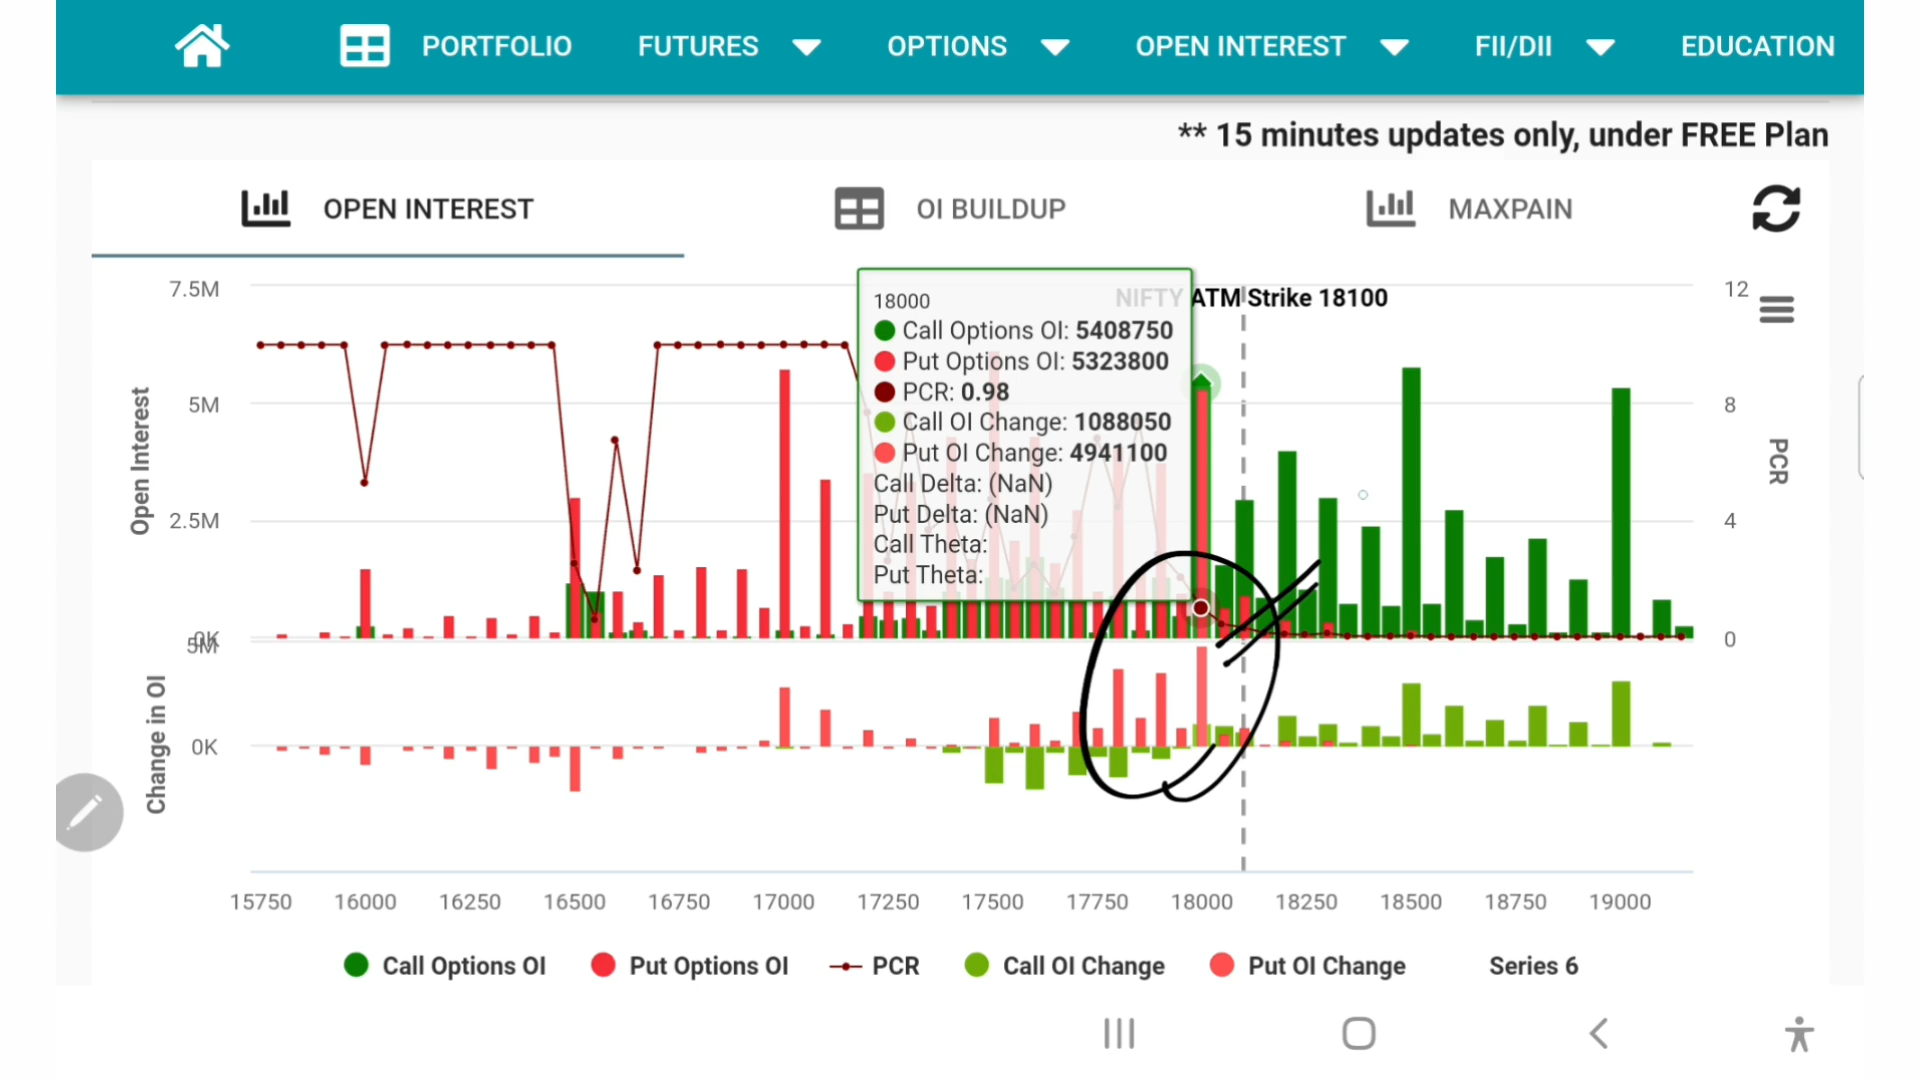 PORTFOLIO FUTURES OPTIONS OPEN INTEREST FII/DII EDUCATION
** 15 minutes updates only, under FREE Plan
OPEN INTEREST OI BUILDUP MAXPAIN
NIFTY ATM Strike 18100
18000
Call Options OI: 5408750
Put Options OI: 5323800
PCR: 0.98
Call OI Change: 1088050
Put OI Change: 4941100
Call Delta: (NaN)
Put Delta: (NaN)
Call Theta:
Put Theta:
Open Interest
7.5M
5M
2.5M
0K
5M
0K
Change in OI
12
8
4
0
PCR
15750 16000 16250 16500 16750 17000 17250 17500 17750 18000 18250 18500 18750 19000
Call Options OI Put Options OI PCR Call OI Change Put OI Change Series 6